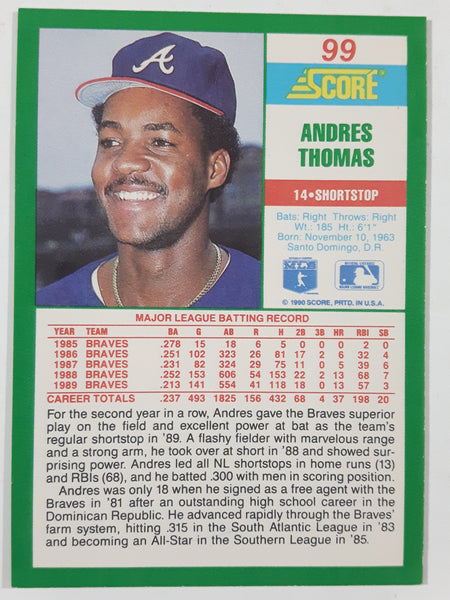 A
99
SCORE
ANDRES
THOMAS
14•SHORTSTOP
Bats: Right Throws: Right
Wt.: 185 Ht.: 6'1"
Born: November 10, 1963
Santo Domingo, D.R.
© 1990 SCORE, PRTD. IN U.S.A.
MAJOR LEAGUE BATTING RECORD
YEAR TEAM BA G AB R H 2B 3B HR RBI SB
1985 BRAVES .278 15 18 6 5 0 0 0 2 0
1986 BRAVES .251 102 323 26 81 17 2 6 32 4
1987 BRAVES .231 82 324 29 75 11 0 5 39 6
1988 BRAVES .252 153 606 54 153 22 2 13 68 7
1989 BRAVES .213 141 554 41 118 18 0 13 57 3
CAREER TOTALS .237 493 1825 156 432 68 4 37 198 20
For the second year in a row, Andres gave the Braves superior
play on the field and excellent power at bat as the team's
regular shortstop in '89. A flashy fielder with marvelous range
and a strong arm, he took over at short in '88 and showed sur-
prising power. Andres led all NL shortstops in home runs (13)
and RBIs (68), and he batted .300 with men in scoring position.
Andres was only 18 when he signed as a free agent with the
Braves in '81 after an outstanding high school career in the
Dominican Republic. He advanced rapidly through the Braves'
farm system, hitting .315 in the South Atlantic League in '83
and becoming an All-Star in the Southern League in '85.